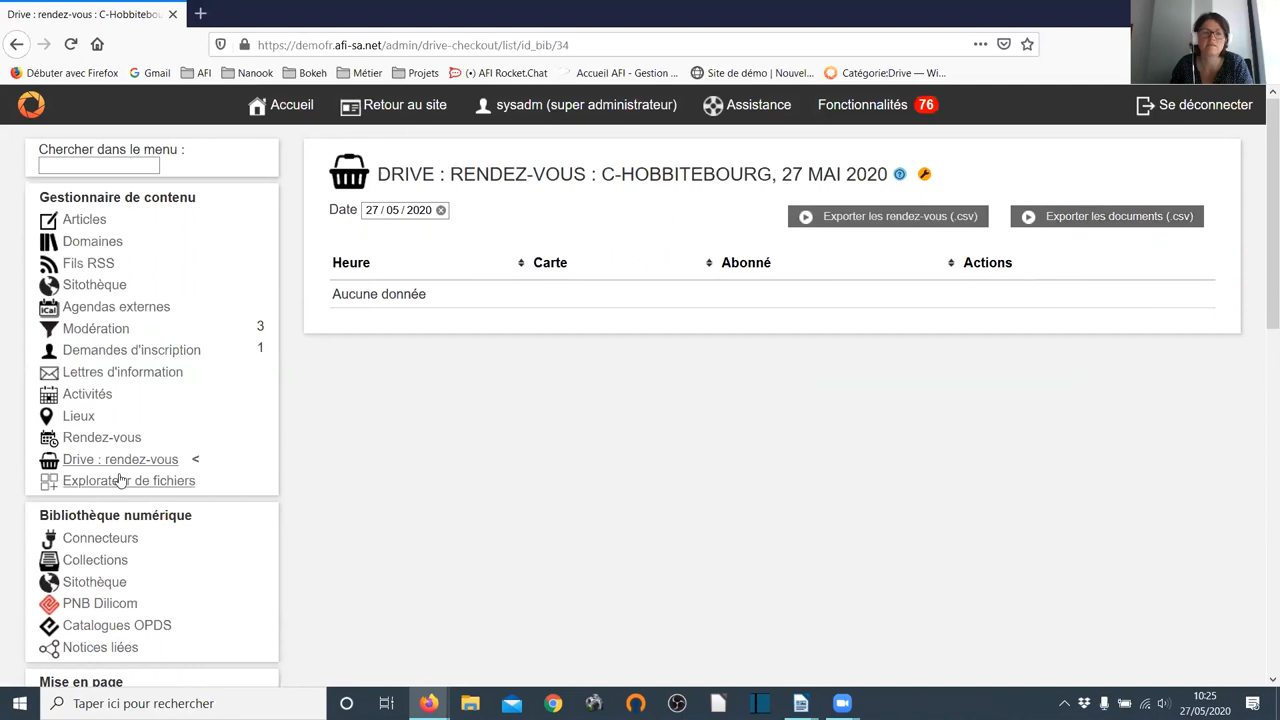 Drive : rendez-vous : C-Hobbitebou
https://demofr.afi-sa.net/admin/drive-checkout/list/id_bib/34
Débuter avec Firefox
Gmail
AFI
Nanook
Bokeh
Métier
Projets
(•) AFI Rocket.Chat
Accueil AFI - Gestion ...
Site de démo | Nouvel...
Catégorie:Drive — Wi...
Accueil
Retour au site
sysadm (super administrateur)
Assistance
Fonctionnalités 76
Se déconnecter
Chercher dans le menu :
Gestionnaire de contenu
Articles
Domaines
Fils RSS
Sitothèque
Agendas externes
Modération 3
Demandes d'inscription 1
Lettres d'information
Activités
Lieux
Rendez-vous
Drive : rendez-vous <
Explorateur de fichiers
Bibliothèque numérique
Connecteurs
Collections
Sitothèque
PNB Dilicom
Catalogues OPDS
Notices liées
Mise en page
DRIVE : RENDEZ-VOUS : C-HOBBITEBOURG, 27 MAI 2020
Date 27/05/2020
Exporter les rendez-vous (.csv)
Exporter les documents (.csv)
Heure Carte Abonné Actions
Aucune donnée
Taper ici pour rechercher
10:25
27/05/2020